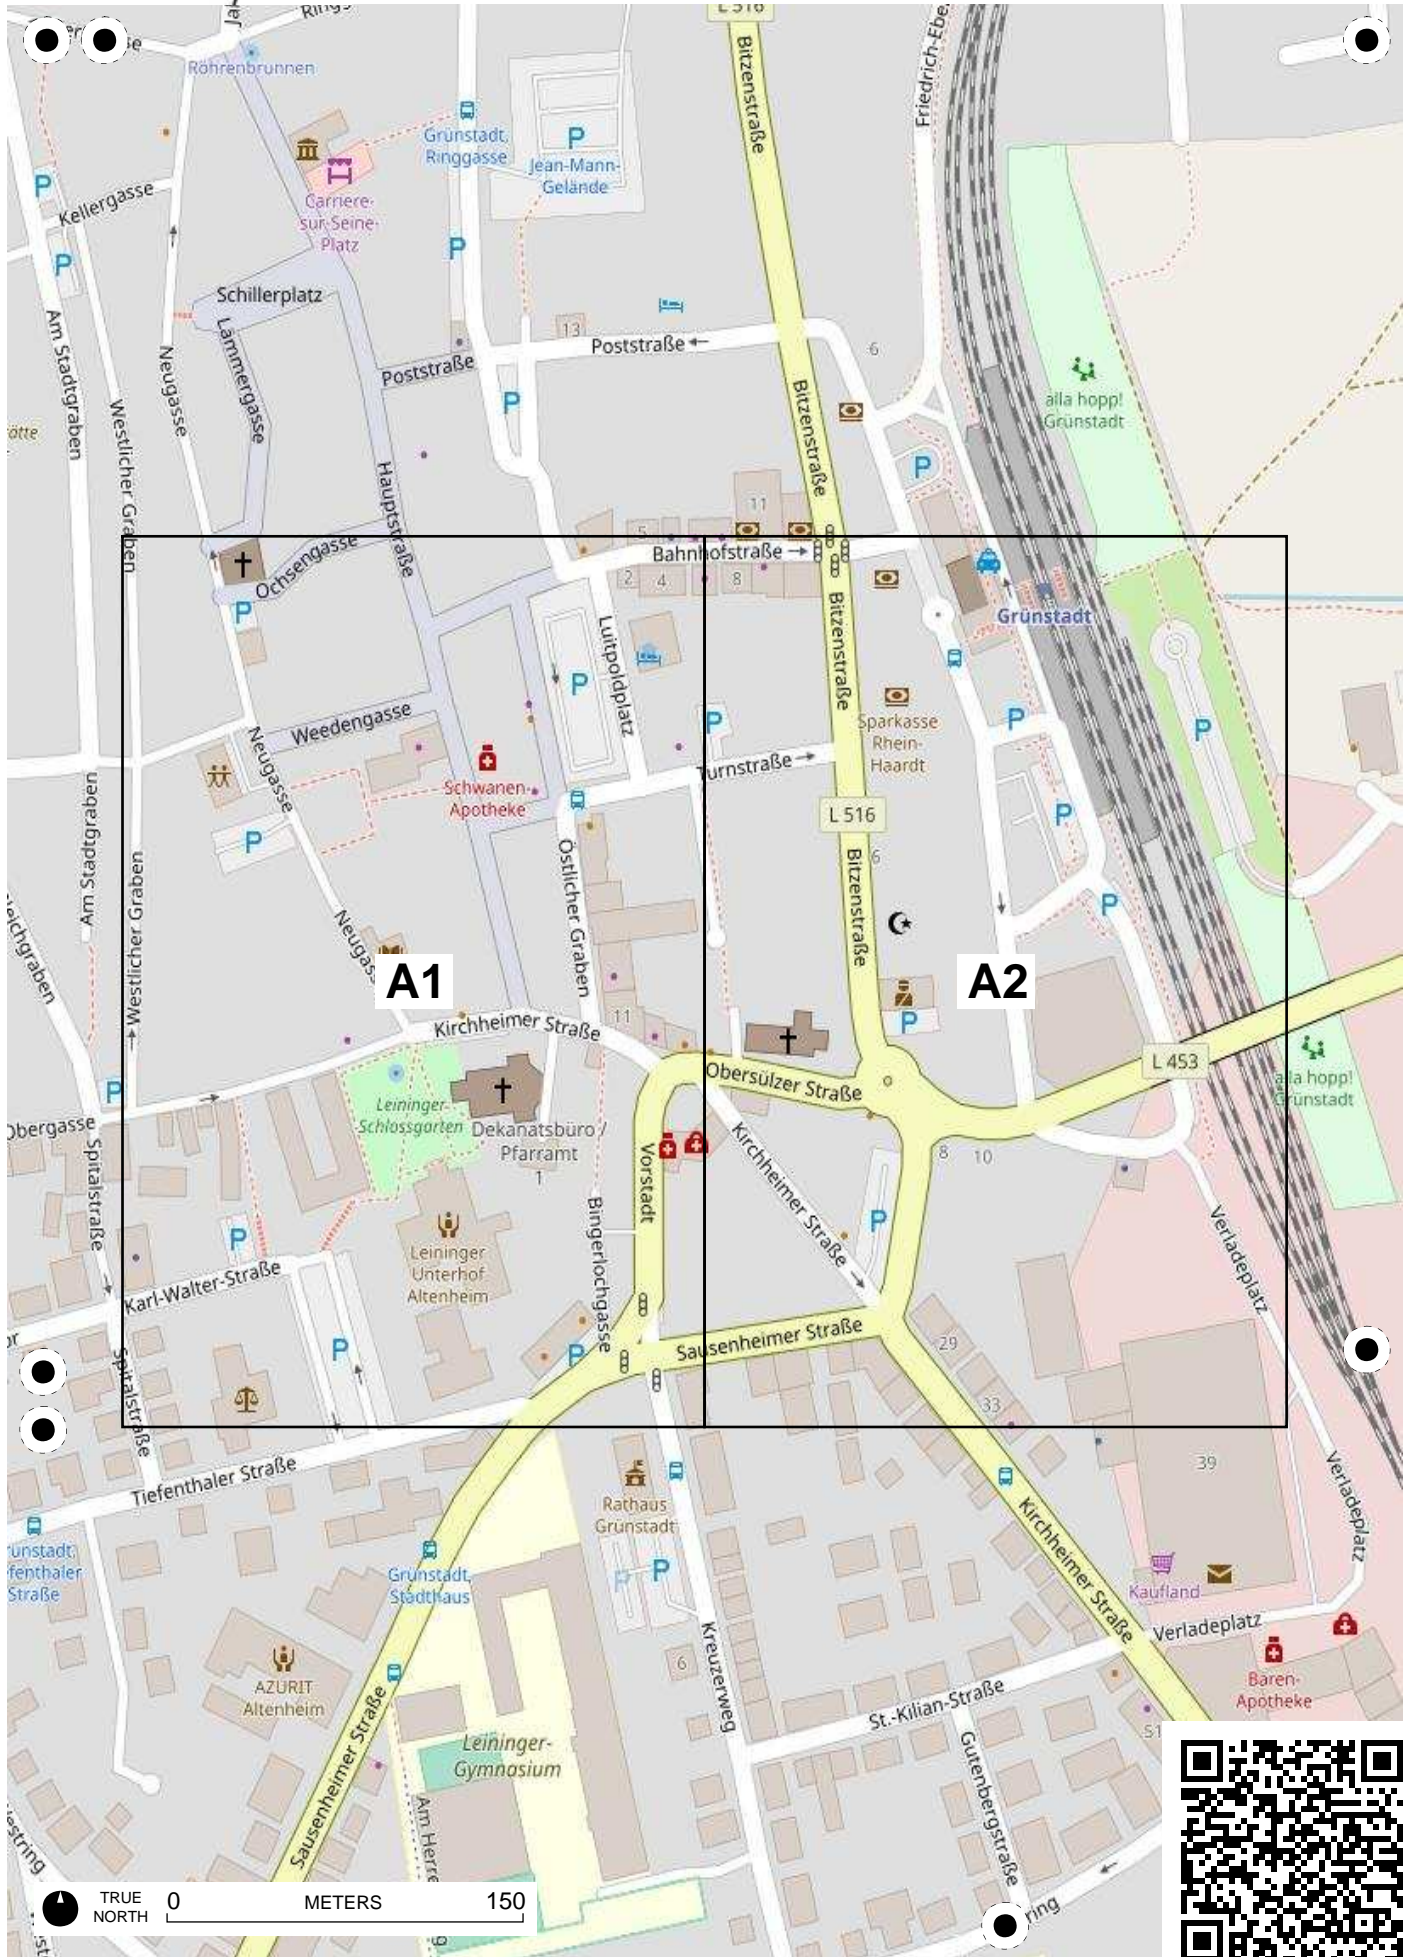 L 516
Röhrenbrunnen
Bitzenstraße
Grünstadt,
Ringgasse
Jean-Mann-
Gelände
Kellergasse
Carriere-
sur-Seine-
Platz
Schillerplatz
13
Poststraße
6
Poststraße
Am Stadtgraben
Neugasse
Lämmergasse
Westlicher Graben
Hauptstraße
Bitzenstraße
alla hopp!
Grünstadt
11
5
Bahnhofstraße
2
4
8
Ochsengasse
Bitzenstraße
Grünstadt
Luitpoldplatz
Weedengasse
Neugasse
Sparkasse
Rhein-
Haardt
Schwanen-
Apotheke
Turnstraße
L 516
Am Stadtgraben
Westlicher Graben
Östlicher Graben
Bitzenstraße
6
A1
A2
11
Kirchheimer Straße
Obersülzer Straße
L 453
Leininger-
Schlossgarten
Dekanatsbüro /
Pfarramt
1
alla hopp!
Grünstadt
Obergasse
Spitalstraße
Vorstadt
Kirchheimer Straße
8
10
Bingerlochgasse
Verladeplatz
Leininger
Unterhof
Altenheim
Karl-Walter-Straße
Sausenheimer Straße
29
33
Spitalstraße
Tiefenthaler Straße
39
Verladeplatz
Rathaus
Grünstadt
Kirchheimer Straße
Grünstadt,
Stadthaus
Straße
Kaufland
Verladeplatz
Kreuzerweg
6
AZURIT
Altenheim
Baren-
Apotheke
St.-Kilian-Straße
51
Sausenheimer Straße
Leininger-
Gymnasium
Gutenbergstraße
TRUE
NORTH
0 METERS 150